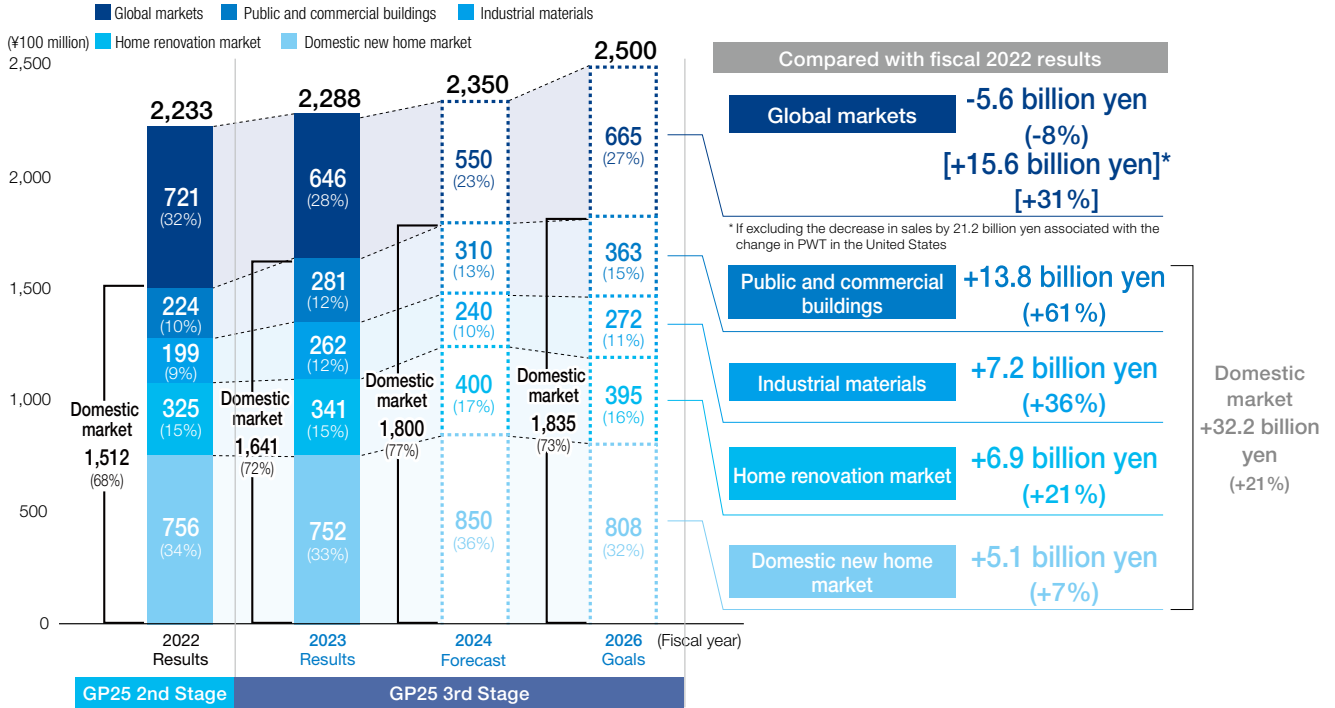 Global markets
Public and commercial buildings
Industrial materials
(¥100 million)
Home renovation market
Domestic new home market
2,500
2,000
1,500
1,000
500
0
2,233
721
(32%)
224
(10%)
199
(9%)
325
(15%)
756
(34%)
Domestic
market
1,512
(68%)
2,288
646
(28%)
281
(12%)
262
(12%)
341
(15%)
752
(33%)
Domestic
market
1,641
(72%)
2,350
550
(23%)
310
(13%)
240
(10%)
400
(17%)
850
(36%)
Domestic
market
1,800
(77%)
2,500
665
(27%)
363
(15%)
272
(11%)
395
(16%)
808
(32%)
Domestic
market
1,835
(73%)
2022
Results
2023
Results
2024
Forecast
2026
Goals
(Fiscal year)
GP25 2nd Stage
GP25 3rd Stage
Compared with fiscal 2022 results
Global markets
-5.6 billion yen
(-8%)
[+15.6 billion yen]*
[+31%]
* If excluding the decrease in sales by 21.2 billion yen associated with the
change in PWT in the United States
Public and commercial
buildings
+13.8 billion yen
(+61%)
Industrial materials
+7.2 billion yen
(+36%)
Home renovation market
+6.9 billion yen
(+21%)
Domestic new home
market
+5.1 billion yen
(+7%)
Domestic
market
+32.2 billion
yen
(+21%)